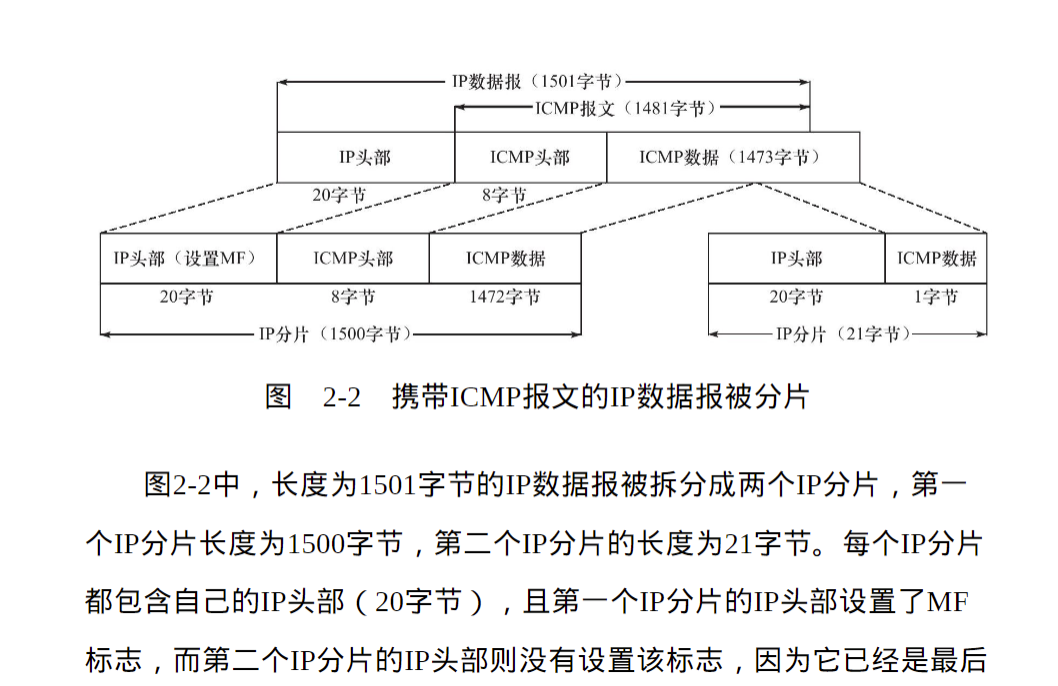 IP数据报（1501字节）
ICMP报文（1481字节）
IP头部 ICMP头部 ICMP数据（1473字节）
20字节 8字节
IP头部（设置MF） ICMP头部 ICMP数据 IP头部 ICMP数据
20字节 8字节 1472字节 20字节 1字节
IP分片（1500字节） IP分片（21字节）
图 2-2 携带ICMP报文的IP数据报被分片
图2-2中，长度为1501字节的IP数据报被拆分成两个IP分片，第一
个IP分片长度为1500字节，第二个IP分片的长度为21字节。每个IP分片
都包含自己的IP头部（20字节），且第一个IP分片的IP头部设置了MF
标志，而第二个IP分片的IP头部则没有设置该标志，因为它已经是最后